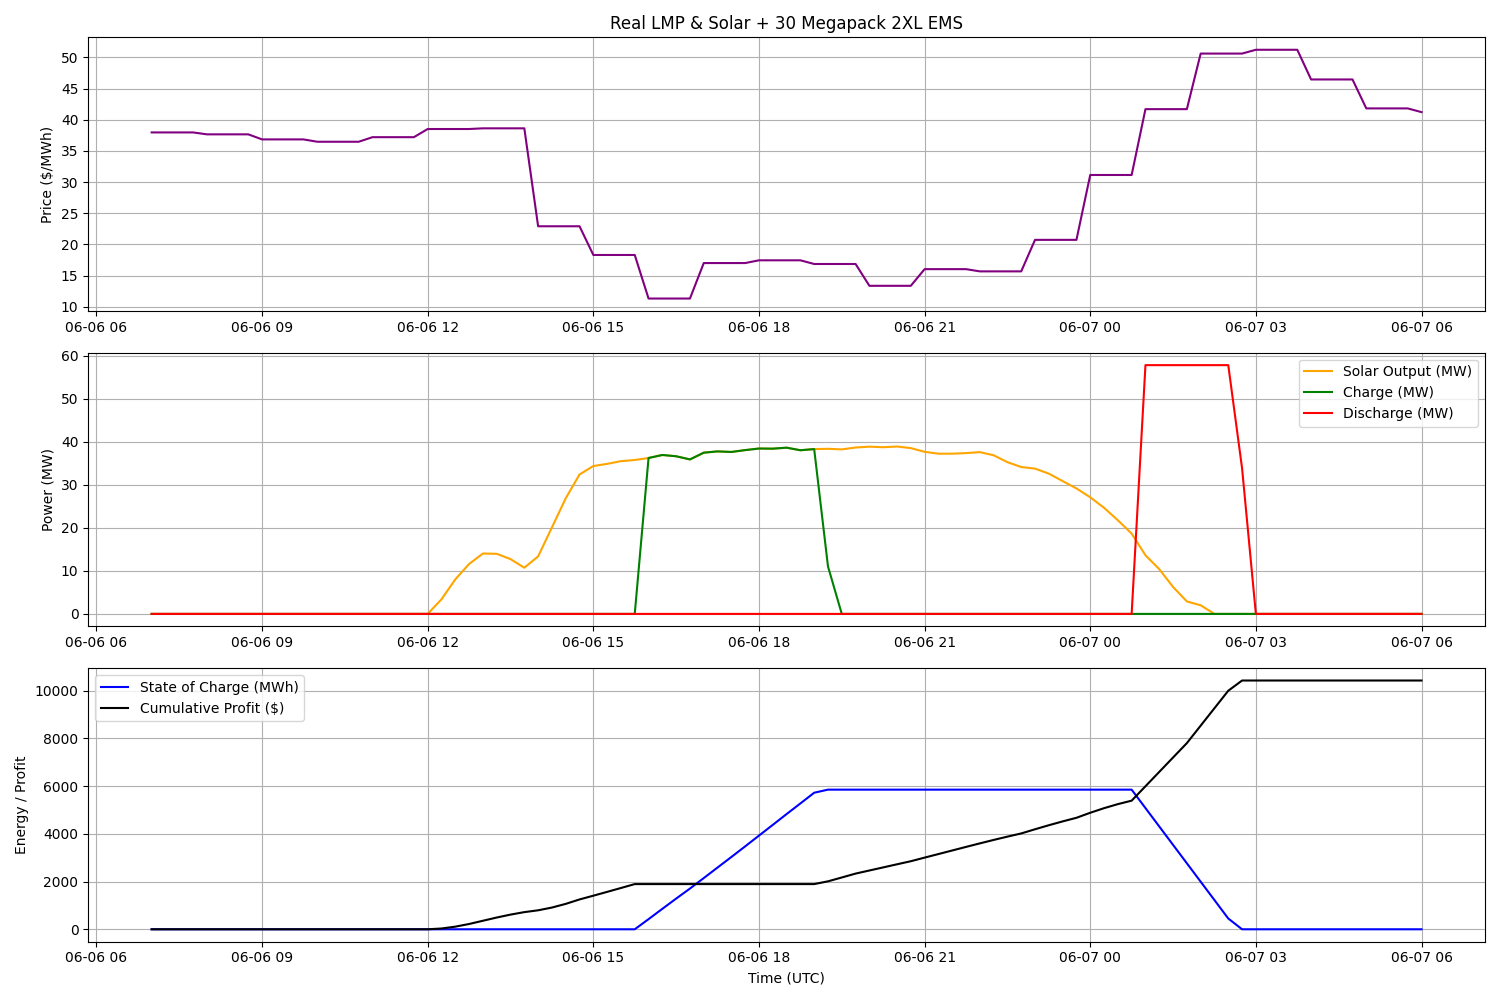 Real LMP & Solar + 30 Megapack 2XL EMS
Price ($/MWh)
50
45
40
35
30
25
20
15
10
06-06 06 06-06 09 06-06 12 06-06 15 06-06 18 06-06 21 06-07 00 06-07 03 06-07 06
Power (MW)
60
50
40
30
20
10
0
Solar Output (MW)
Charge (MW)
Discharge (MW)
06-06 06 06-06 09 06-06 12 06-06 15 06-06 18 06-06 21 06-07 00 06-07 03 06-07 06
Energy / Profit
10000
8000
6000
4000
2000
0
State of Charge (MWh)
Cumulative Profit ($)
06-06 06 06-06 09 06-06 12 06-06 15 06-06 18 06-06 21 06-07 00 06-07 03 06-07 06
Time (UTC)